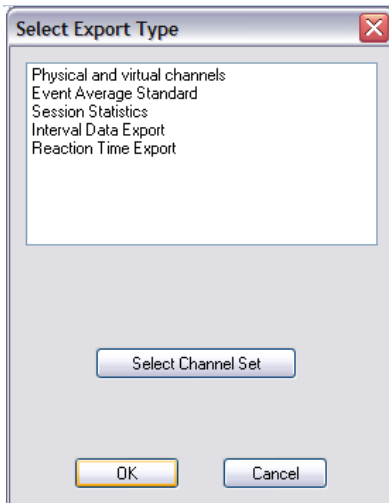 Select Export Type
Physical and virtual channels
Event Average Standard
Session Statistics
Interval Data Export
Reaction Time Export
Select Channel Set
OK
Cancel